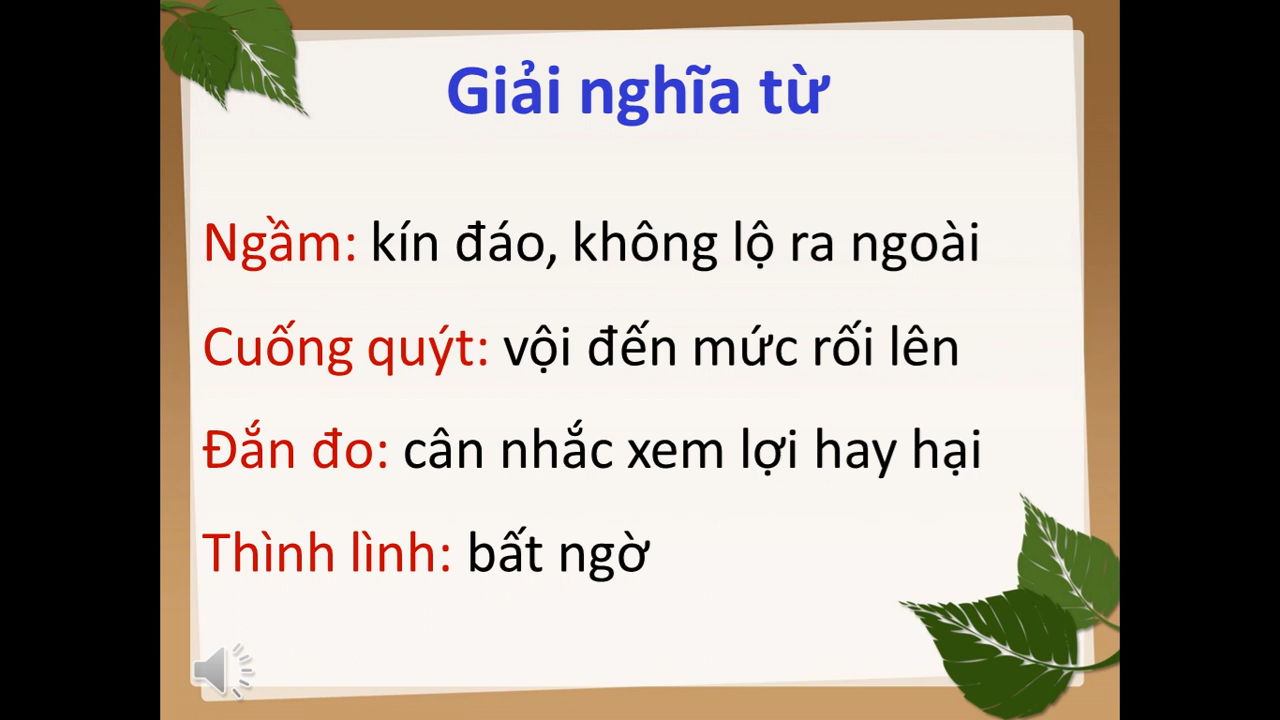 Giải nghĩa từ
Ngầm: kín đáo, không lộ ra ngoài
Cuống quýt: vội đến mức rối lên
Đắn đo: cân nhắc xem lợi hay hại
Thình lình: bất ngờ